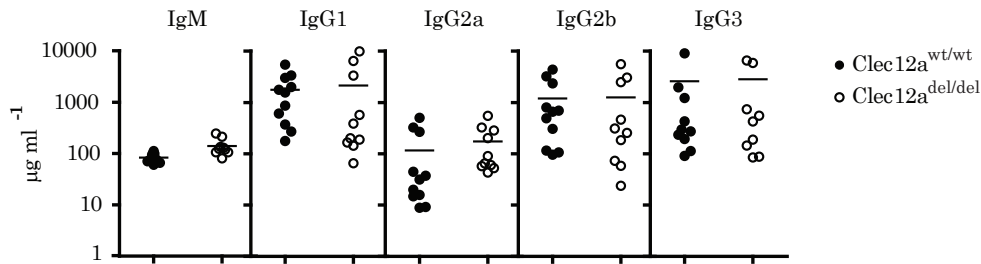 IgM IgG1 IgG2a IgG2b IgG3
10000
1000
100
10
1
µg ml -1
Clec12a wt/wt
Clec12a del/del